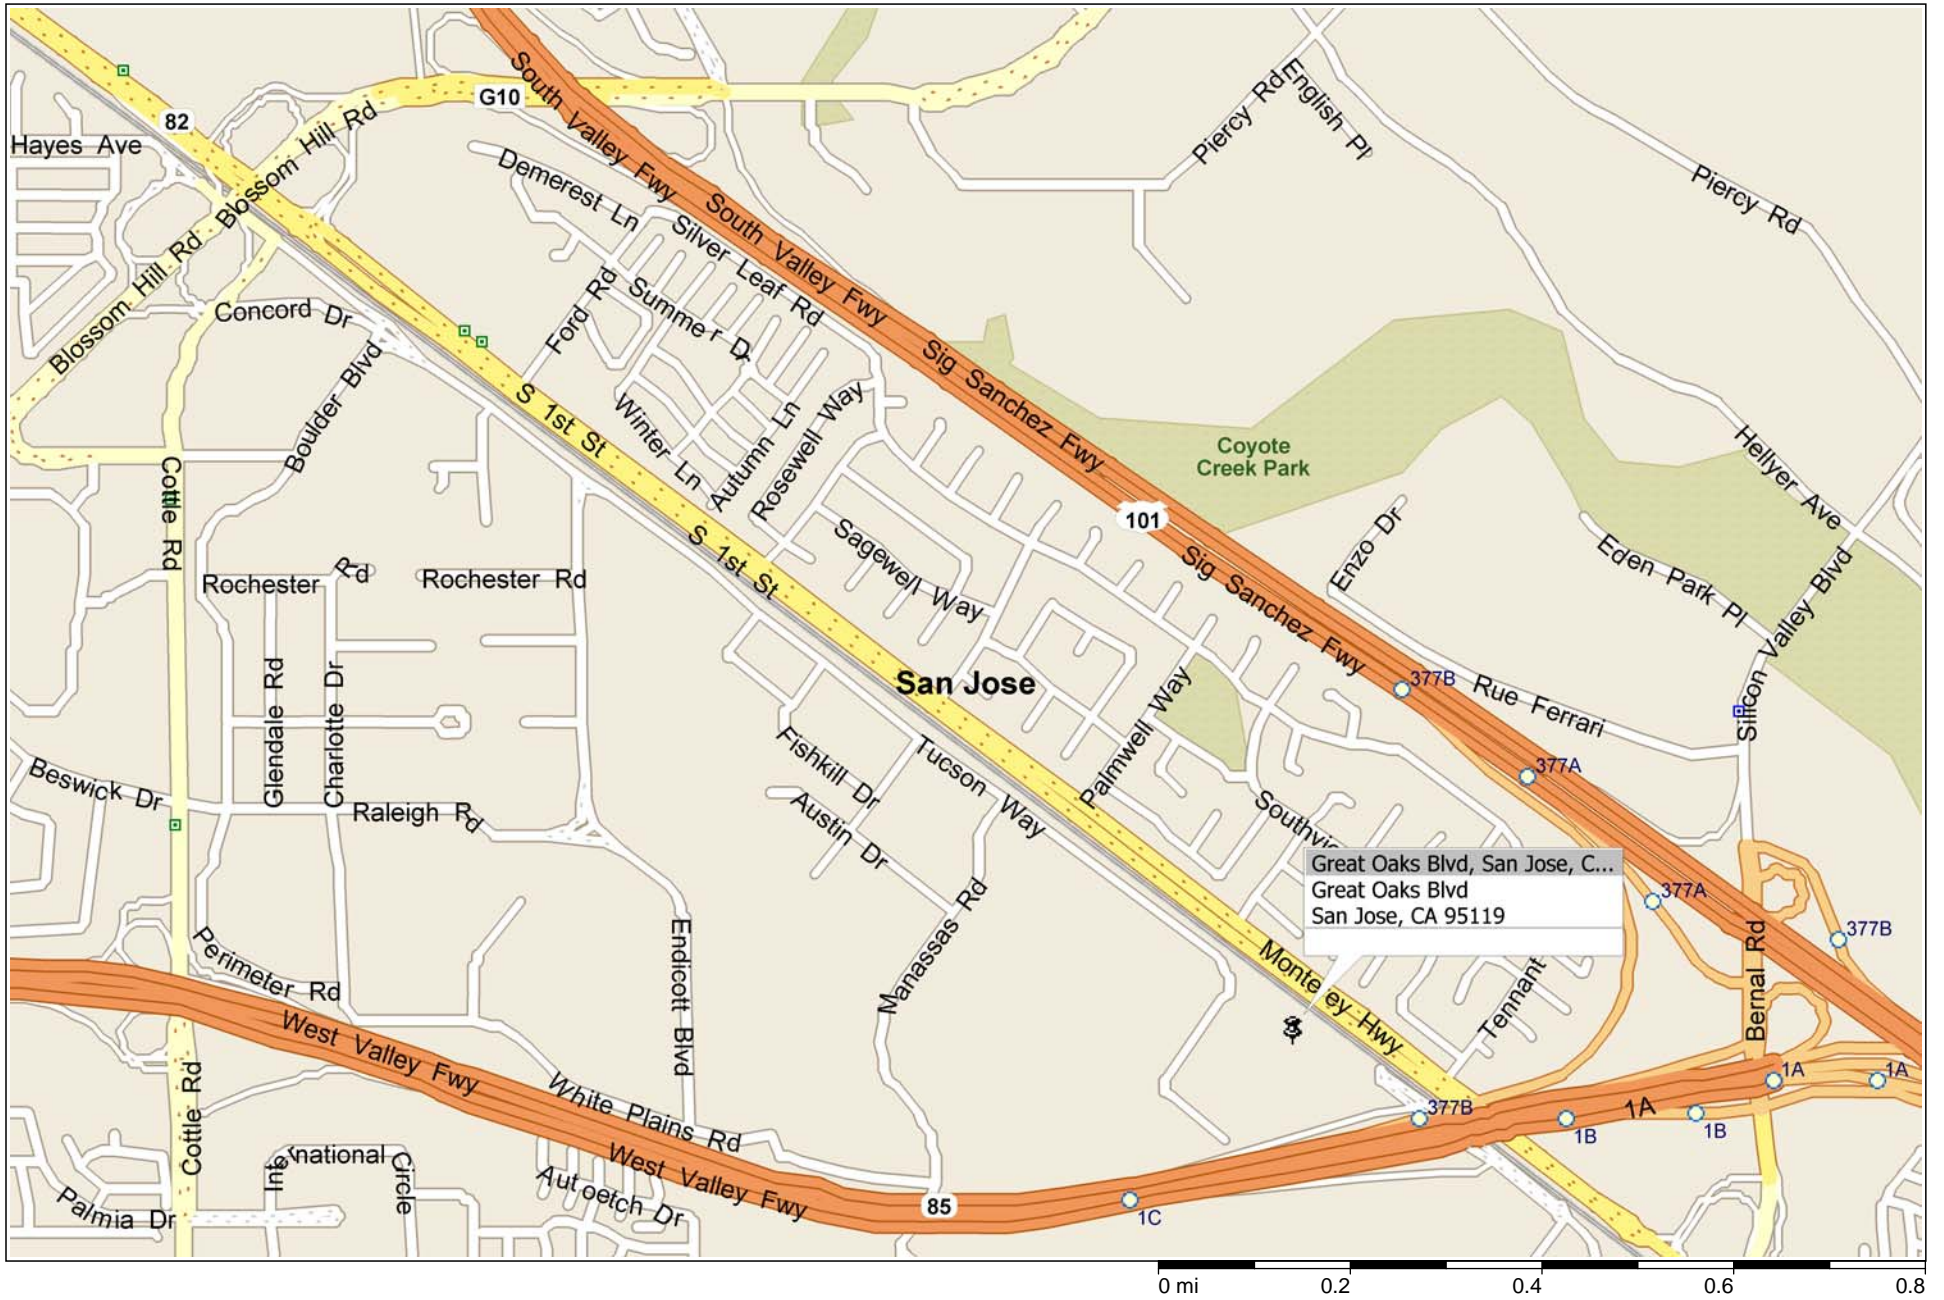 82
G10
Hayes Ave
Blossom Hill Rd
Blossom Hill Rd
South Valley Fwy
South Valley Fwy
Piercy Rd
English Pl
Piercy Rd
Demerest Ln
Silver Leaf Rd
Concord Dr
Ford Rd
Summer Dr
Boulder Blvd
S 1st St
Winter Ln
Autumn Ln
Rosewell Way
Sig Sanchez Fwy
Coyote
Creek Park
Hellyer Ave
Cottle Rd
101
S 1st St
Sagewell Way
Sig Sanchez Fwy
Enzo Dr
Eden Park Pl
Silicon Valley Blvd
Rochester Rd
Rochester Rd
Glendale Rd
Charlotte Dr
San Jose
377B
Rue Ferrari
Palmwell Way
Fishkill Dr
Tucson Way
377A
Beswick Dr
Raleigh Rd
Austin Dr
Southvie
Great Oaks Blvd, San Jose, C...
Great Oaks Blvd
San Jose, CA 95119
377A
377B
Bernal Rd
Manassas Rd
Endicott Blvd
Perimeter Rd
Monterey Hwy
Tennant
West Valley Fwy
Cottle Rd
White Plains Rd
377B
1A
1A
1A
1B
1B
International Circle
West Valley Fwy
Autoetch Dr
Palmia Dr
85
1C
0 mi 0.2 0.4 0.6 0.8